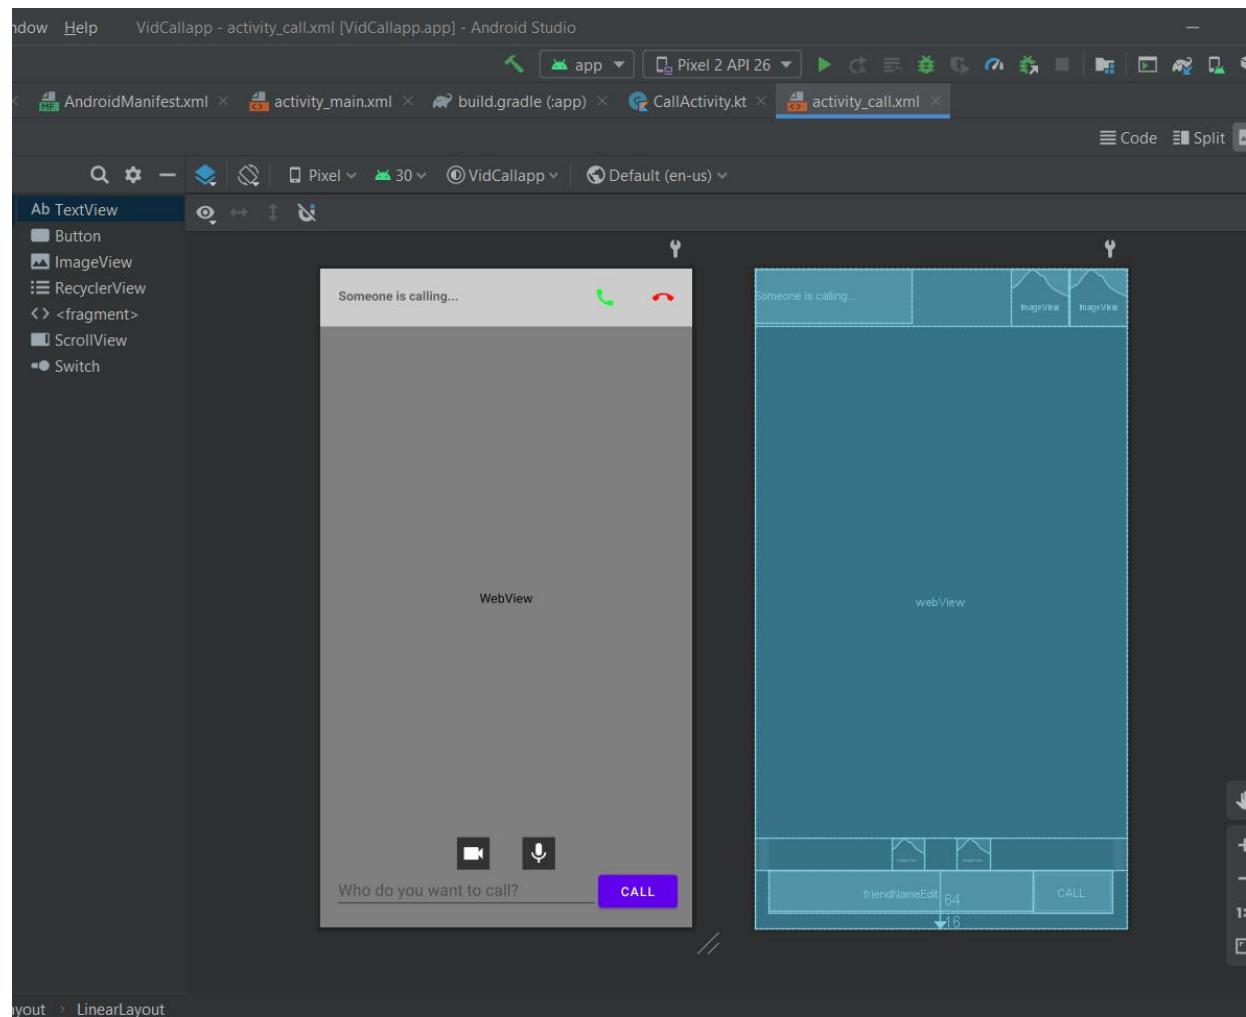 ndow Help VidCallapp - activity_call.xml [VidCallapp.app] - Android Studio
app Pixel 2 API 26
AndroidManifest.xml activity_main.xml build.gradle (:app) CallActivity.kt activity_call.xml
Code Split
Pixel 30 VidCallapp Default (en-us)
Ab TextView
Button
ImageView
RecyclerView
<fragment>
ScrollView
Switch
Someone is calling...
WebView
Who do you want to call?
CALL
Someone is calling...
ImageView ImageView
webView
friendNameEdit 64
CALL
16
yout LinearLayout